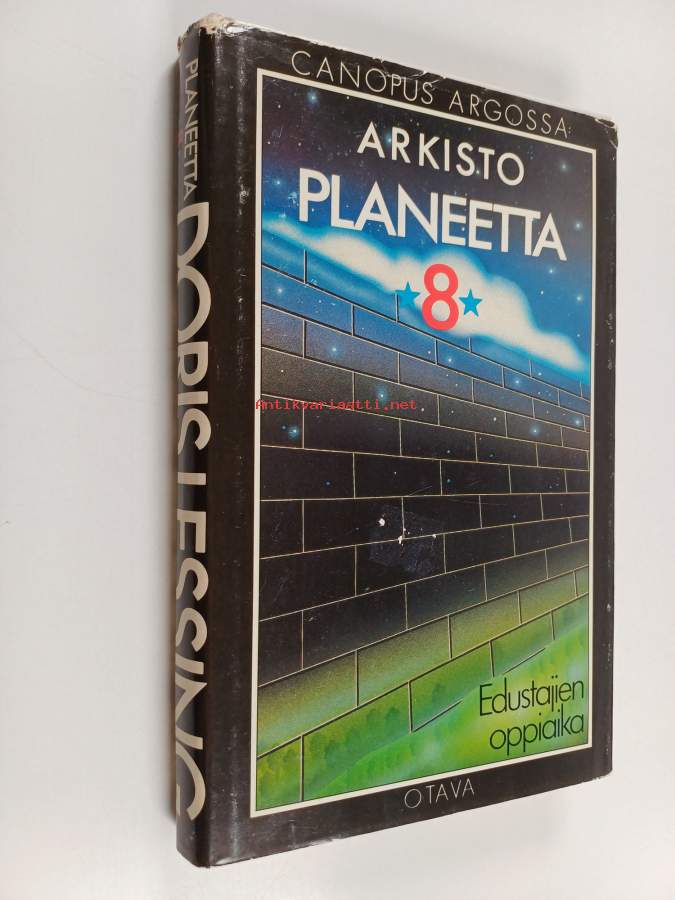 CANOPUS ARGOSSA:
ARKISTO
PLANEETTA
8
Antikvariaatti.net
Edustajien
oppiaika
OTAVA
PLANEETTA
DORIS LESSING